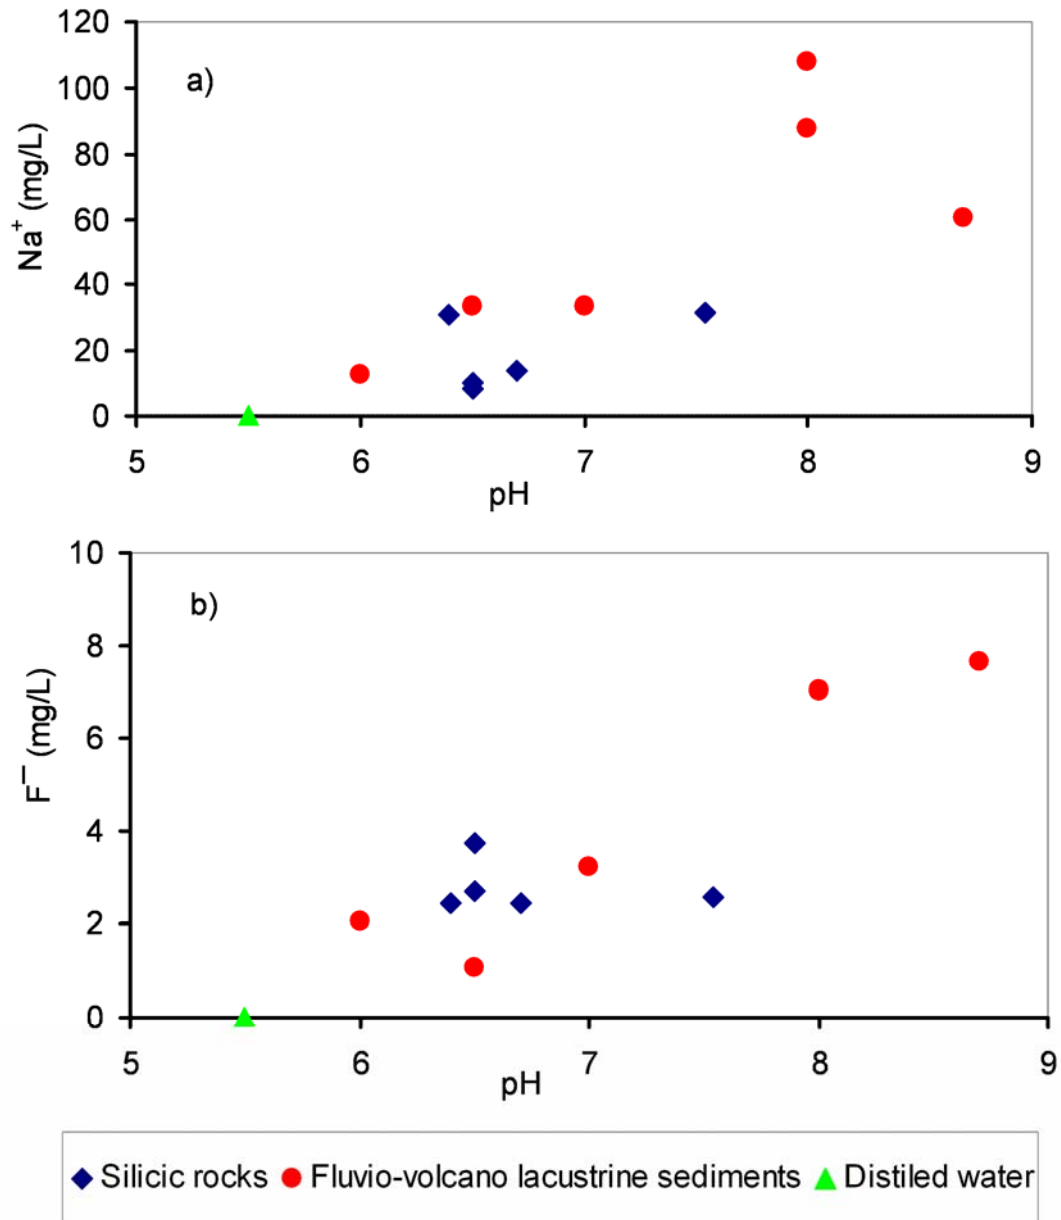 120
a)
100
80
60
40
20
0
Na⁺ (mg/L)
5 6 7 8 9
pH
10
b)
8
6
4
2
0
F⁻ (mg/L)
5 6 7 8 9
pH
Silicic rocks Fluvio-volcano lacustrine sediments Distiled water